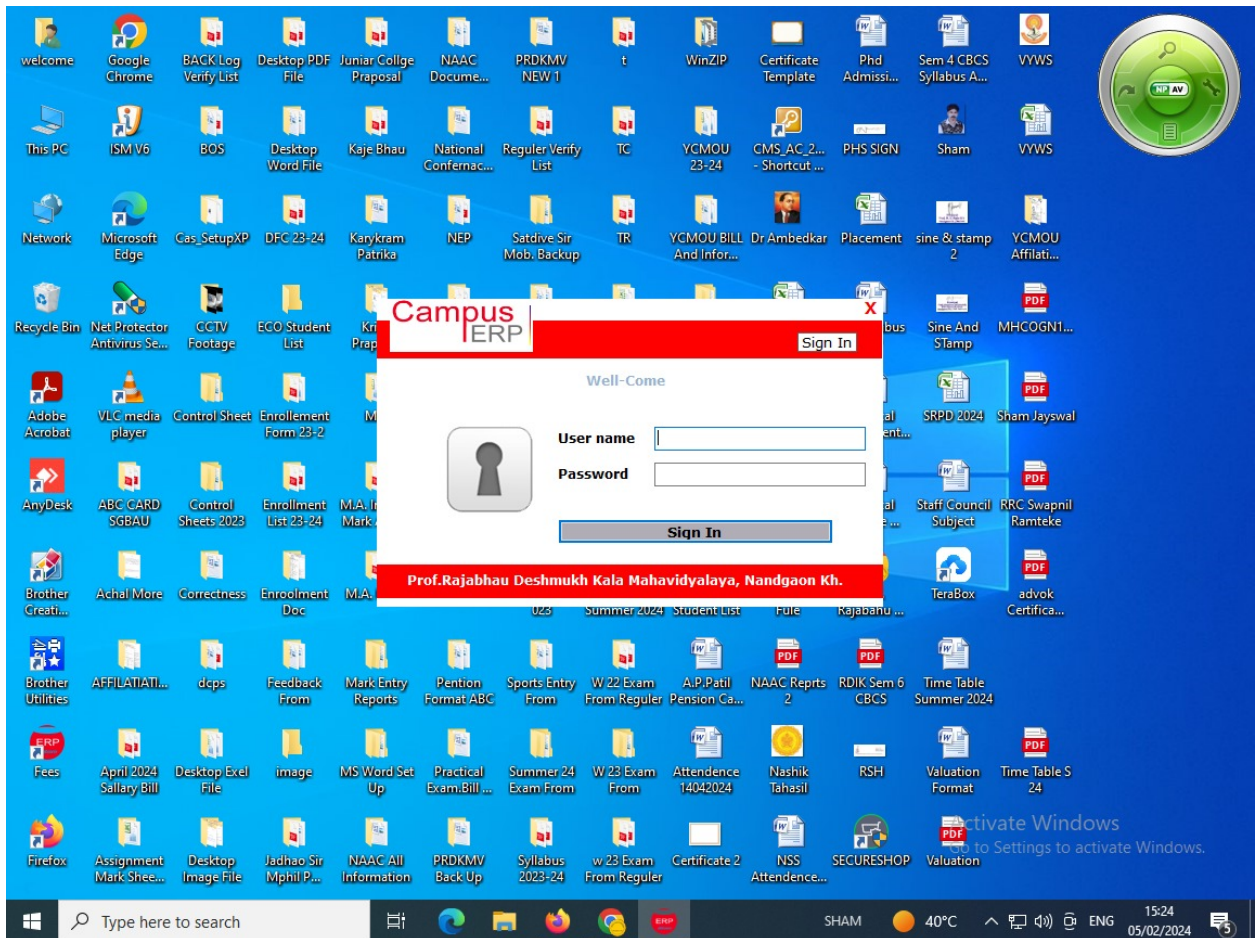 welcome
Google Chrome
BACK Log Verify List
Desktop PDF File
Juniar Collge Praposal
NAAC Docume...
PRDKMV NEW 1
t
WinZIP
Certificate Template
Phd Admissi...
Sem 4 CBCS Syllabus A...
VYWS
NP AV
This PC
ISM V6
BOS
Desktop Word File
Kaje Bhau
National Confernac...
Reguler Verify List
TC
YCMOU 23-24
CMS_AC_2... - Shortcut ...
PHS SIGN
Sham
VYWS
Network
Microsoft Edge
Cas_SetupXP
DFC 23-24
Karykram Patrika
NEP
Satdive Sir Mob. Backup
TR
YCMOU BILL And Infor...
Dr Ambedkar
Placement
sine & stamp 2
YCMOU Affilati...
Recycle Bin
Net Protector Antivirus Se...
CCTV Footage
ECO Student List
Sine And STamp
MHCOGN1...
Campus ERP
X
Sign In
Well-Come
User name
Password
Sign In
Prof.Rajabhau Deshmukh Kala Mahavidyalaya, Nandgaon Kh.
Adobe Acrobat
VLC media player
Control Sheet
Enrollement Form 23-2
SRPD 2024
Sham Jayswal
AnyDesk
ABC CARD SGBAU
Control Sheets 2023
Enrollment List 23-24
M.A. I
Mark
Staff Council Subject
RRC Swapnil Ramteke
Brother Creati...
Achal More
Correctness
Enroolment Doc
M.A.
023
Summer 2024
Student List
Fule
Rajabahu ...
TeraBox
advok Certifica...
Brother Utilities
AFFILATIATI...
dcps
Feedback From
Mark Entry Reports
Pention Format ABC
Sports Entry From
W 22 Exam From Reguler
A.P.Patil Pension Ca...
NAAC Reprts 2
RDIK Sem 6 CBCS
Time Table Summer 2024
Fees
April 2024 Sallary Bill
Desktop Exel File
image
MS Word Set Up
Practical Exam.Bill ...
Summer 24 Exam From
W 23 Exam From
Attendence 14042024
Nashik Tahasil
RSH
Valuation Format
Time Table S 24
Firefox
Assignment Mark Shee...
Desktop Image File
Jadhao Sir Mphil P...
NAAC All Information
PRDKMV Back Up
Syllabus 2023-24
w 23 Exam From Reguler
Certificate 2
NSS Attendence...
SECURESHOP
Valuation
Activate Windows
Go to Settings to activate Windows.
Type here to search
SHAM
40°C
ENG
15:24
05/02/2024
5